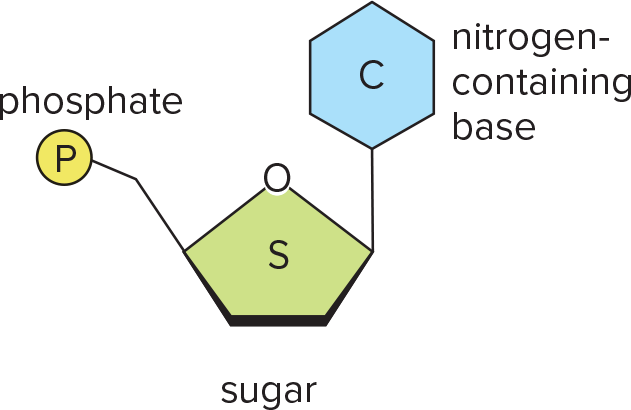 nitrogen-
containing
base
C
phosphate
P
O
S
sugar